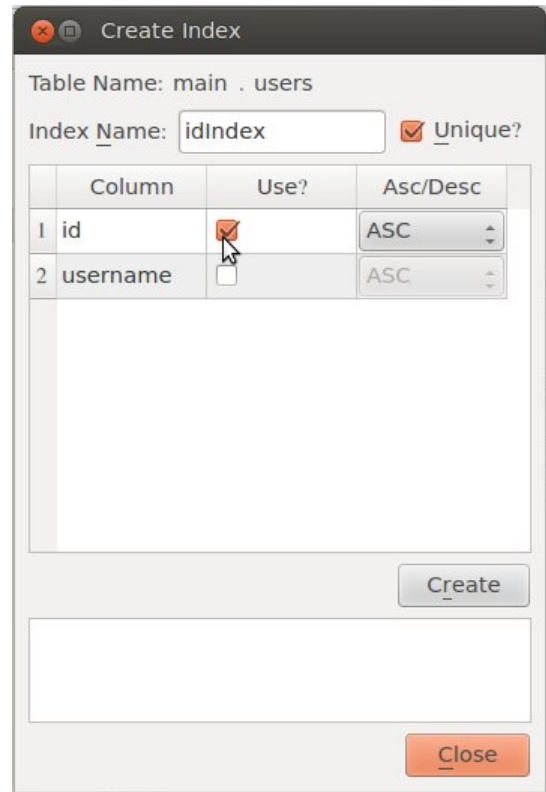 Create Index
Table Name: main . users
Index Name: idIndex Unique?
Column Use? Asc/Desc
1 id ASC
2 username ASC
Create
Close